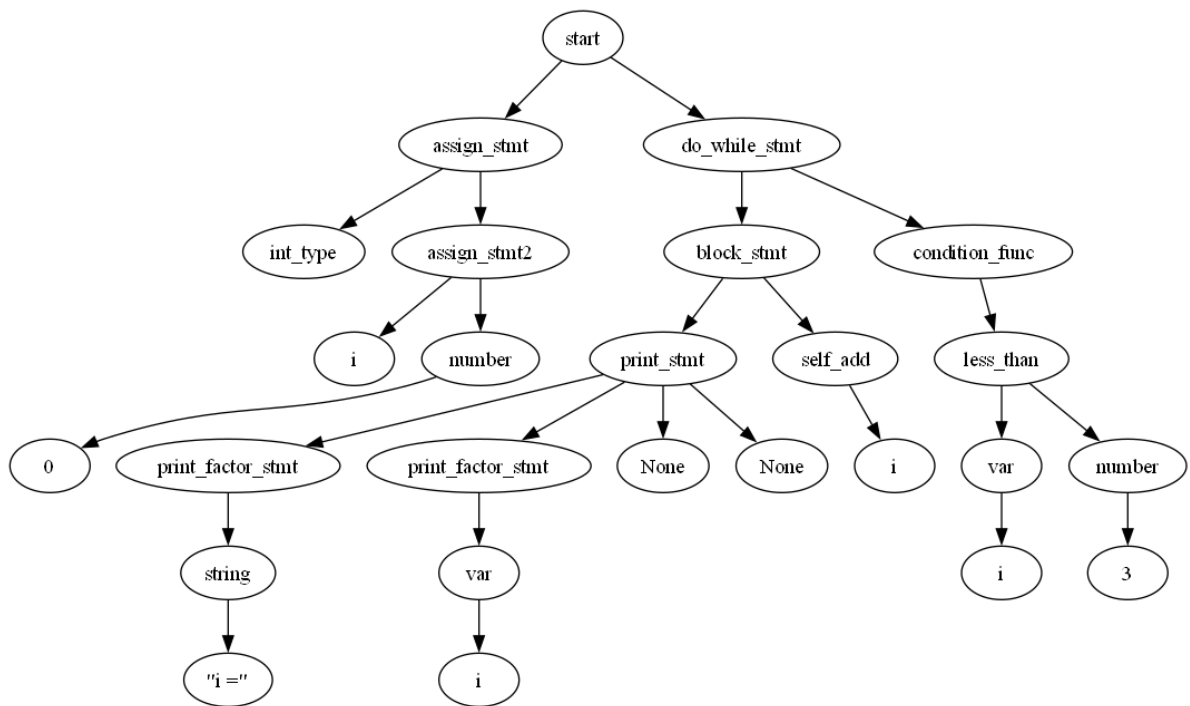 start
assign_stmt
do_while_stmt
int_type
assign_stmt2
block_stmt
condition_func
i
number
print_stmt
self_add
less_than
0
print_factor_stmt
print_factor_stmt
None
None
i
var
number
string
var
i
3
"i ="
i